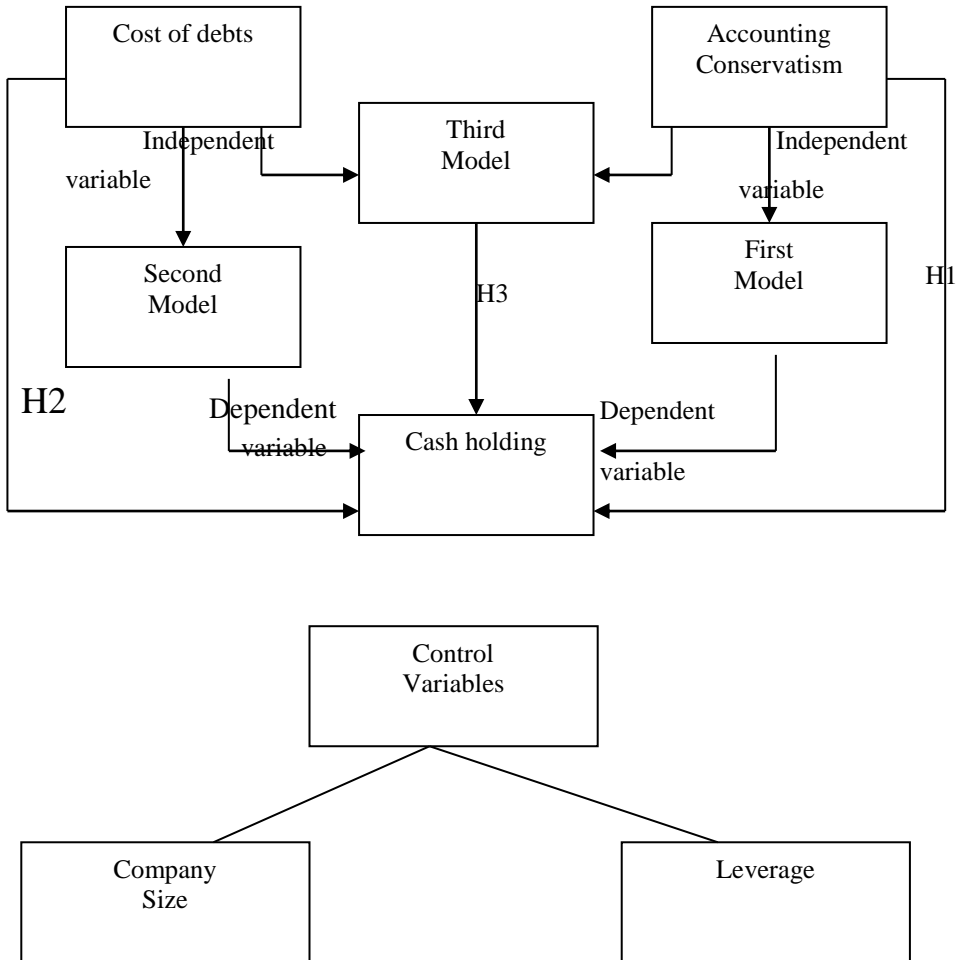 Cost of debts
Accounting
Conservatism
Third
Model
Independent
variable
Independent
variable
Second
Model
First
Model
H3
H1
H2
Dependent
variable
Cash holding
Dependent
variable
Control
Variables
Company
Size
Leverage